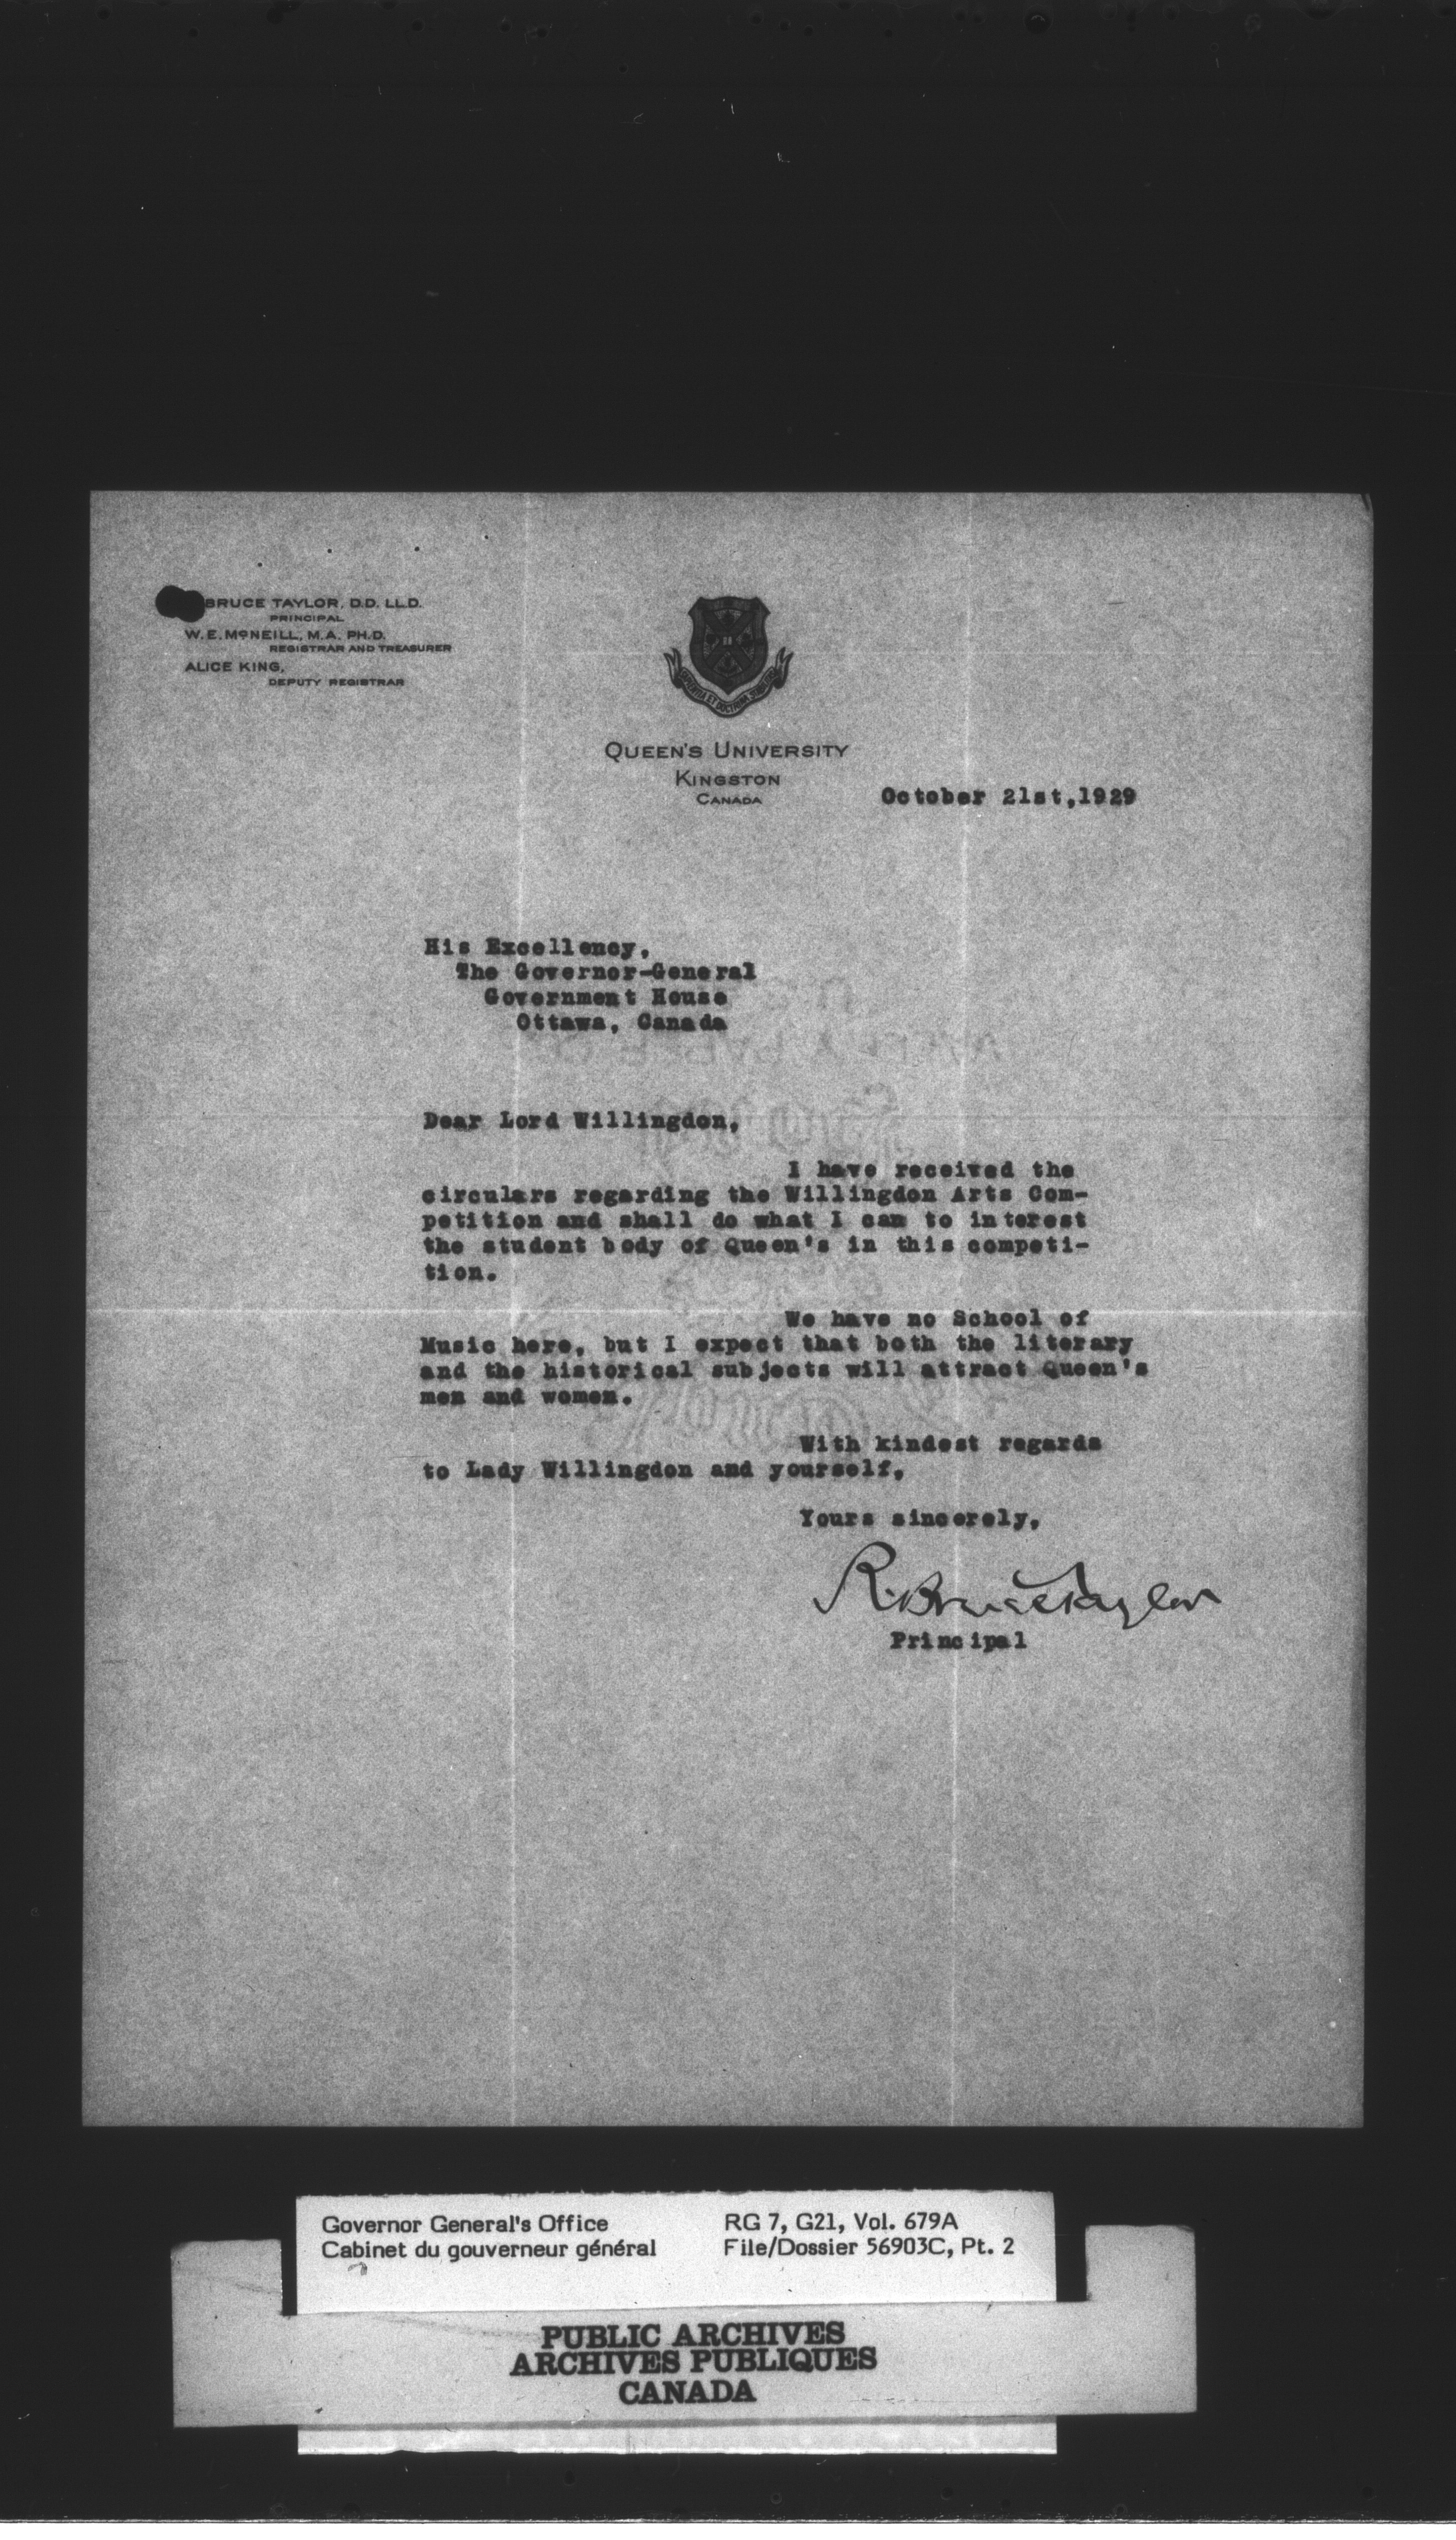 BRUCE TAYLOR, D.D. LL.D.
PRINCIPAL
W. E. McNEILL, M.A. PH.D.
REGISTRAR AND TREASURER
ALICE KING,
DEPUTY REGISTRAR
SAPIENTIA ET DOCTRINA STABILITAS
QUEEN'S UNIVERSITY
KINGSTON
CANADA
October 21st,1929
His Excellency,
The Governor-General
Government House
Ottawa, Canada
Dear Lord Willingdon,
I have received the
circulars regarding the Willingdon Arts Com-
petition and shall do what I can to interest
the student body of Queen's in this competi-
tion.
We have no School of
Music here, but I expect that both the literary
and the historical subjects will attract Queen's
men and women.
With kindest regards
to Lady Willingdon and yourself,
Yours sincerely,
R. Bruce Taylor
Principal
Governor General's Office
Cabinet du gouverneur général
RG 7, G21, Vol. 679A
File/Dossier 56903C, Pt. 2
PUBLIC ARCHIVES
ARCHIVES PUBLIQUES
CANADA